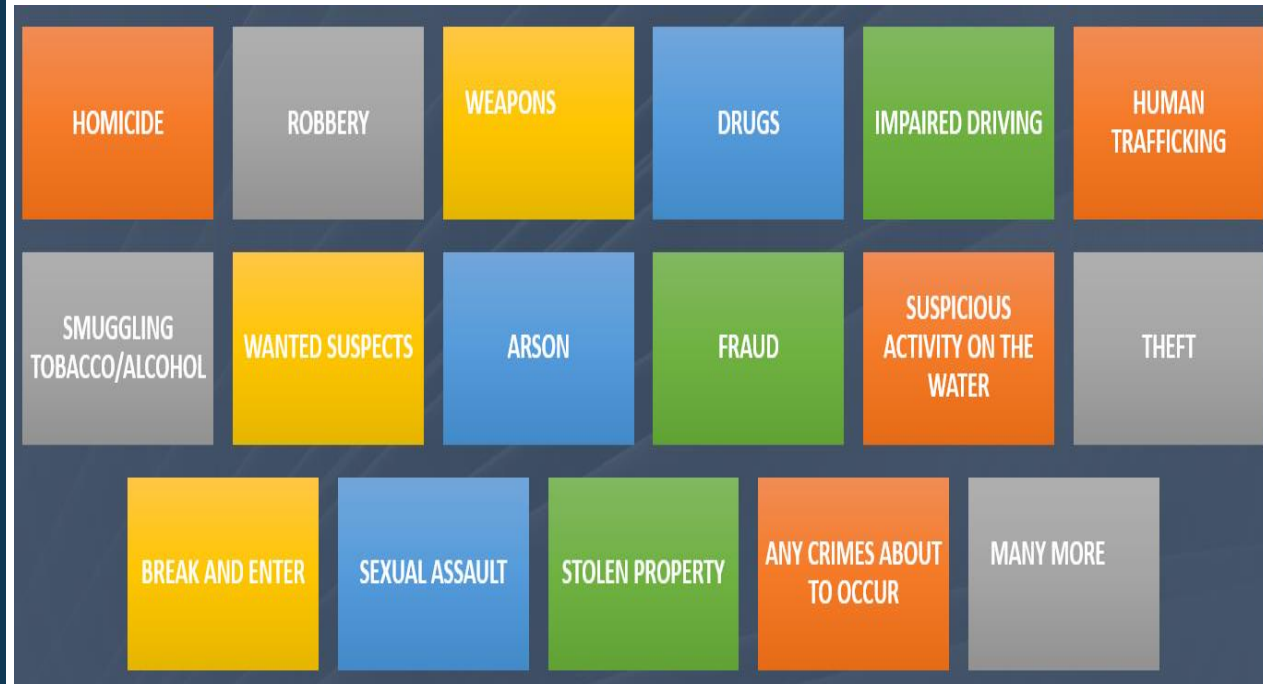 HOMICIDE
ROBBERY
WEAPONS
DRUGS
IMPAIRED DRIVING
HUMAN
TRAFFICKING
SMUGGLING
TOBACCO/ALCOHOL
WANTED SUSPECTS
ARSON
FRAUD
SUSPICIOUS
ACTIVITY ON THE
WATER
THEFT
BREAK AND ENTER
SEXUAL ASSAULT
STOLEN PROPERTY
ANY CRIMES ABOUT
TO OCCUR
MANY MORE